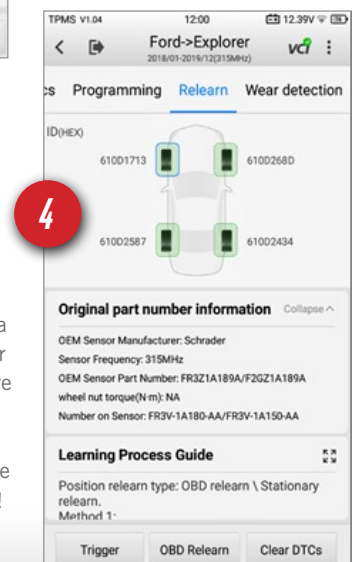 TPMS V1.04 12:00 12.39V
Ford->Explorer
2018/01-2019/12(315MHz)
vci
cs Programming Relearn Wear detection
ID(HEX)
610D1713 610D268D
4
610D2587 610D2434
Original part number information Collapse
OEM Sensor Manufacturer: Schrader
Sensor Frequency: 315MHz
OEM Sensor Part Number: FR3Z1A189A/F2GZ1A189A
wheel nut torque(N·m): NA
Number on Sensor: FR3V-1A180-AA/FR3V-1A150-AA
Learning Process Guide
Position relearn type: OBD relearn \ Stationary
relearn.
Method 1:
Trigger OBD Relearn Clear DTCs